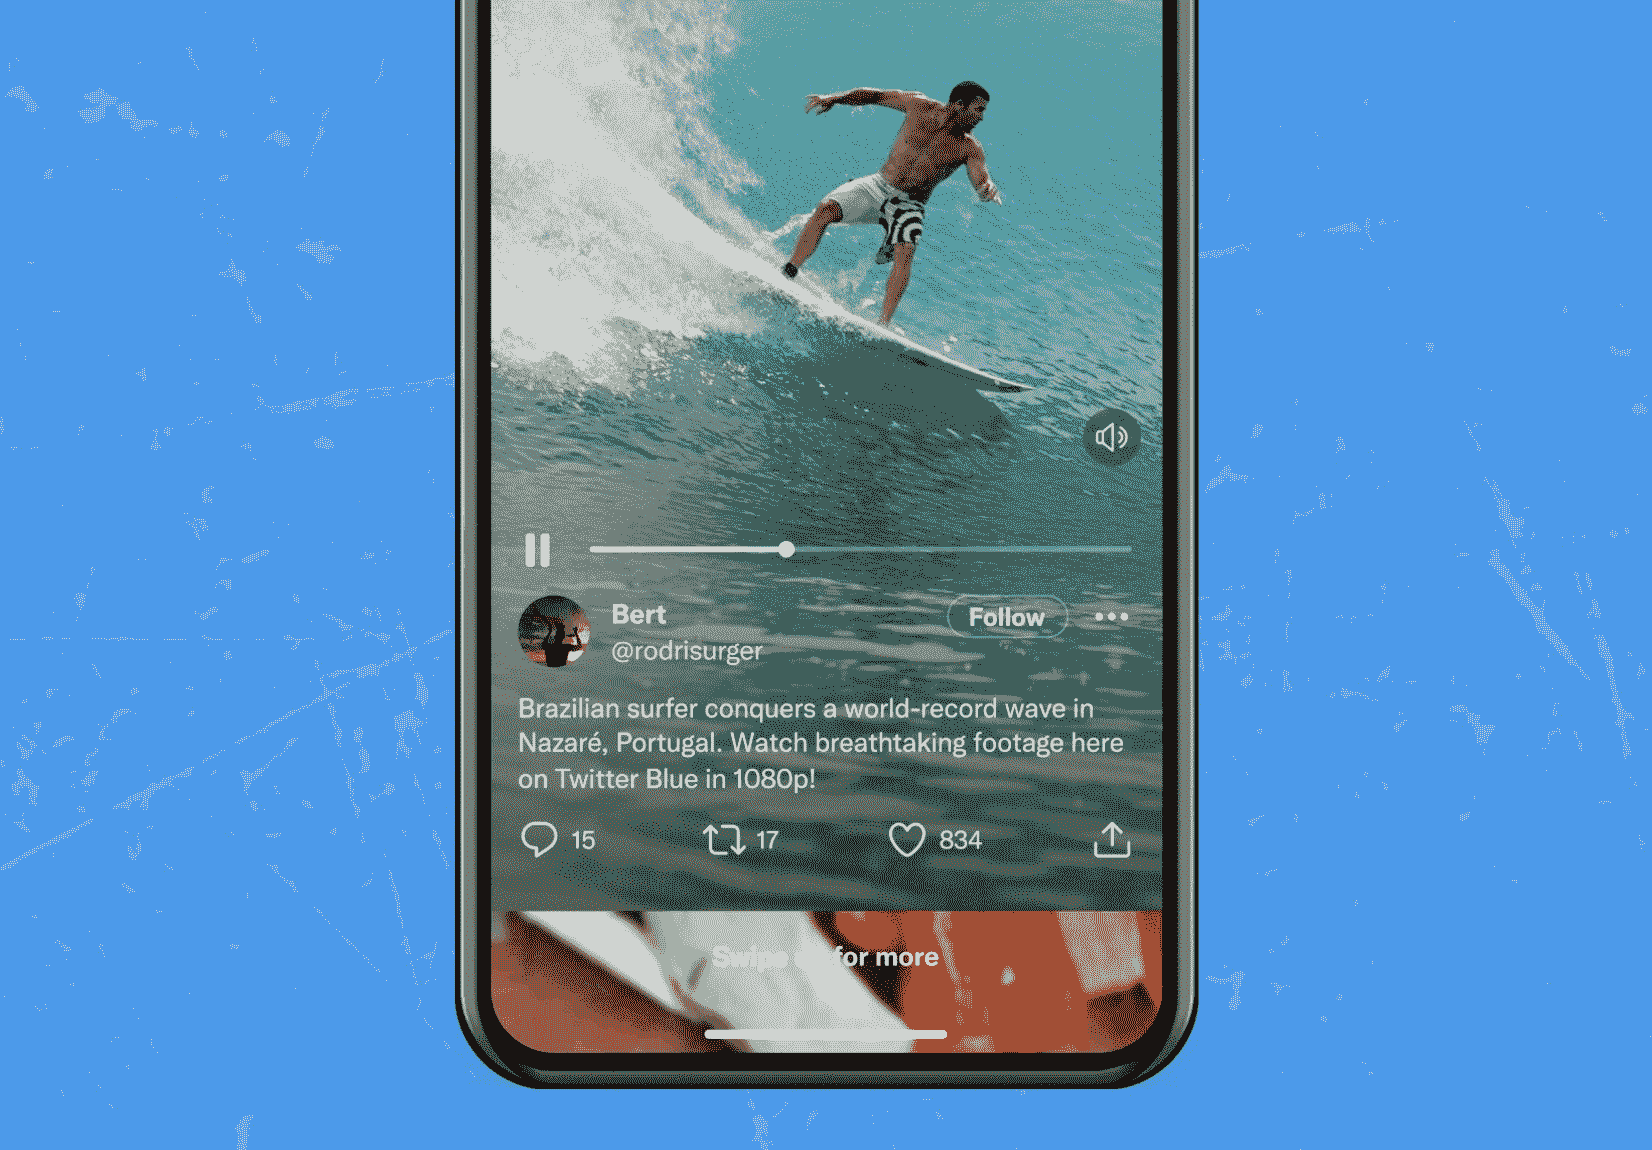 Bert
Follow
@rodrisurger
Brazilian surfer conquers a world-record wave in
Nazaré, Portugal. Watch breathtaking footage here
on Twitter Blue in 1080p!
15 17 834
Swipe for more